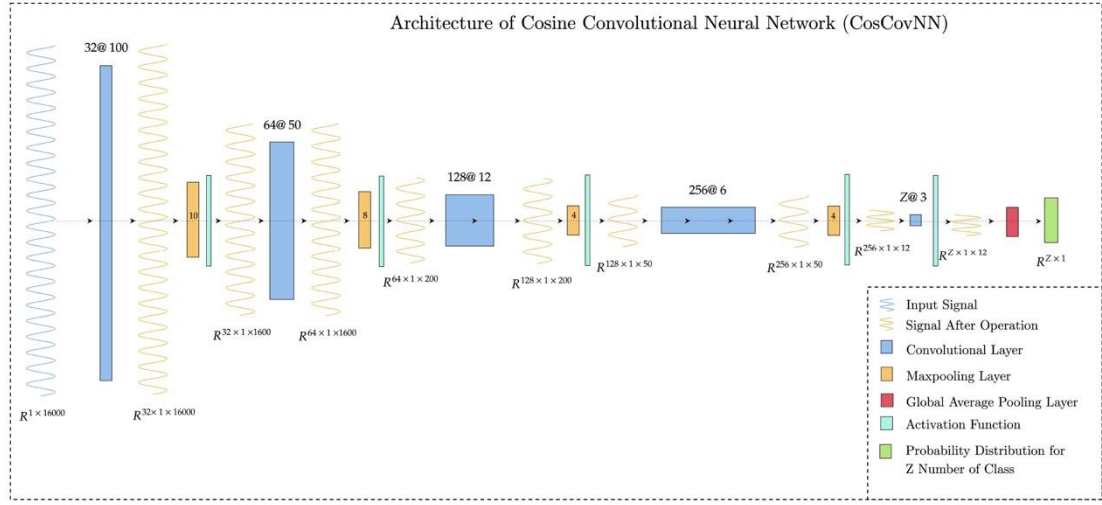 Architecture of Cosine Convolutional Neural Network (CosCovNN)
32@ 100
64@ 50
128@ 12
256@ 6
Z@ 3
10
8
4
4
R^{1 × 16000}
R^{32× 1 × 16000}
R^{32 × 1 ×1600}
R^{64 × 1 ×1600}
R^{64 × 1 × 200}
R^{128 × 1 × 200}
R^{128 × 1 × 50}
R^{256 × 1 × 50}
R^{256 × 1 × 12}
R^{Z × 1 × 12}
R^{Z × 1}
Input Signal
Signal After Operation
Convolutional Layer
Maxpooling Layer
Global Average Pooling Layer
Activation Function
Probability Distribution for
Z Number of Class